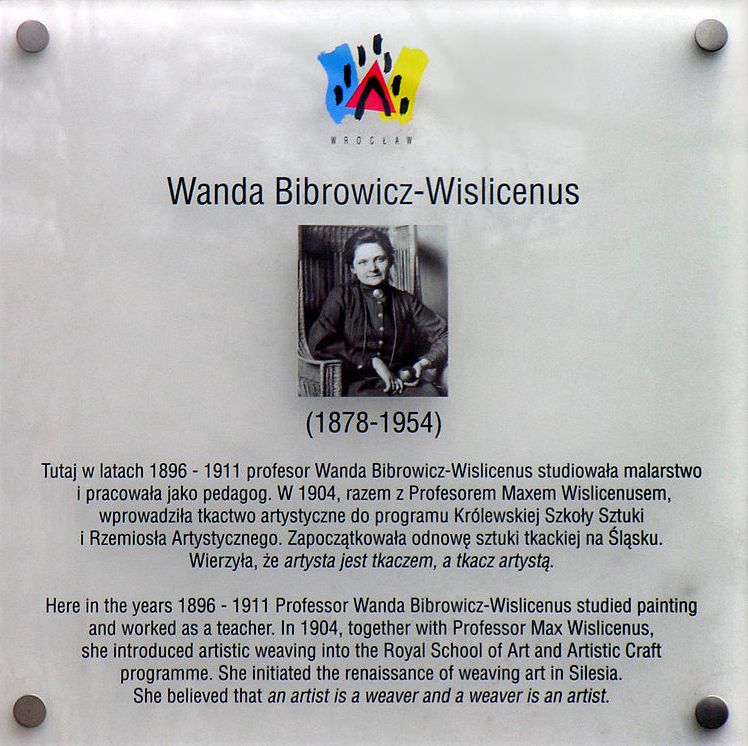 WROCŁAW
Wanda Bibrowicz-Wislicenus
(1878-1954)
Tutaj w latach 1896 - 1911 profesor Wanda Bibrowicz-Wislicenus studiowała malarstwo
i pracowała jako pedagog. W 1904, razem z Profesorem Maxem Wislicenusem,
wprowadziła tkactwo artystyczne do programu Królewskiej Szkoły Sztuki
i Rzemiosła Artystycznego. Zapoczątkowała odnowę sztuki tkackiej na Śląsku.
Wierzyła, że artysta jest tkaczem, a tkacz artystą.
Here in the years 1896 - 1911 Professor Wanda Bibrowicz-Wislicenus studied painting
and worked as a teacher. In 1904, together with Professor Max Wislicenus,
she introduced artistic weaving into the Royal School of Art and Artistic Craft
programme. She initiated the renaissance of weaving art in Silesia.
She believed that an artist is a weaver and a weaver is an artist.